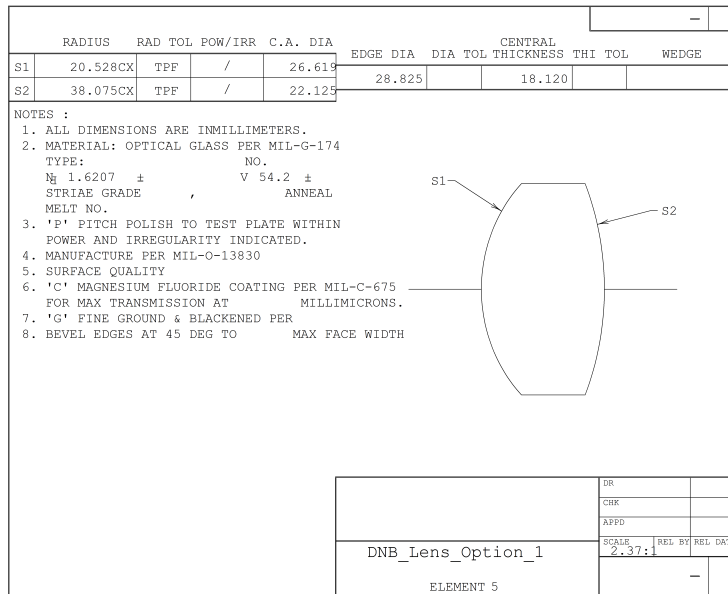 RADIUS RAD TOL POW/IRR C.A. DIA EDGE DIA DIA TOL CENTRAL THICKNESS THI TOL WEDGE
S1 20.528CX TPF / 26.619 28.825 18.120
S2 38.075CX TPF / 22.125
NOTES :
1. ALL DIMENSIONS ARE INMILLIMETERS.
2. MATERIAL: OPTICAL GLASS PER MIL-G-174
TYPE: NO.
Nd 1.6207 ± V 54.2 ±
STRIAE GRADE , ANNEAL
MELT NO.
3. 'P' PITCH POLISH TO TEST PLATE WITHIN
POWER AND IRREGULARITY INDICATED.
4. MANUFACTURE PER MIL-O-13830
5. SURFACE QUALITY
6. 'C' MAGNESIUM FLUORIDE COATING PER MIL-C-675
FOR MAX TRANSMISSION AT MILLIMICRONS.
7. 'G' FINE GROUND & BLACKENED PER
8. BEVEL EDGES AT 45 DEG TO MAX FACE WIDTH
S1
S2
DNB_Lens_Option_1
ELEMENT 5
DR
CHK
APPD
SCALE REL BY REL DAT
2.37:1
–